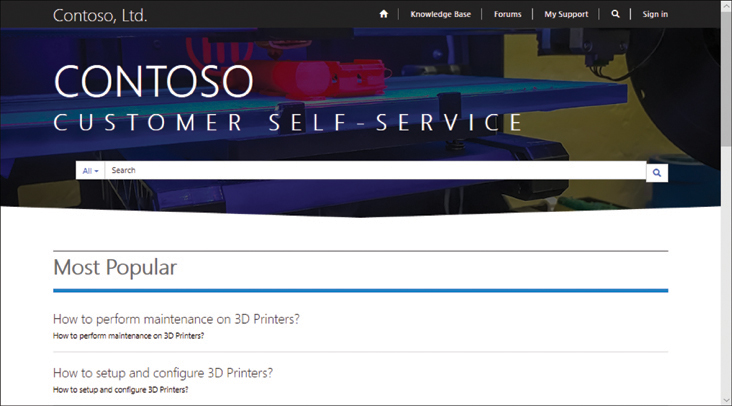 Contoso, Ltd.
Knowledge Base
Forums
My Support
Sign in
CONTOSO
CUSTOMER SELF-SERVICE
All
Search
Most Popular
How to perform maintenance on 3D Printers?
How to perform maintenance on 3D Printers?
How to setup and configure 3D Printers?
How to setup and configure 3D Printers?